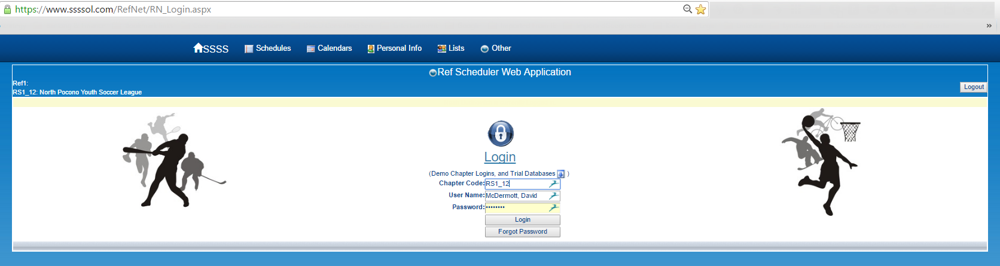 https://www.ssssol.com/RefNet/RN_Login.aspx
»
SSSS Schedules Calendars Personal Info Lists Other
Ref Scheduler Web Application
Ref1:
RS1_12: North Pocono Youth Soccer League
Logout
Login
(Demo Chapter Logins, and Trial Databases )
Chapter Code: RS1_12
User Name: McDermott, David
Password: ••••••••
Login
Forgot Password